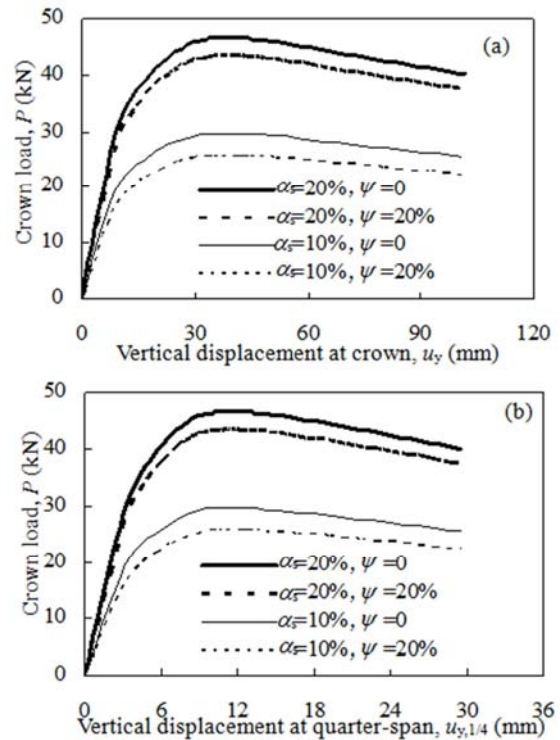 (a)
50
40
30
20
10
0
Crown load, P (kN)
αs=20%, ψ=0
αs=20%, ψ=20%
αs=10%, ψ=0
αs=10%, ψ=20%
0 30 60 90 120
Vertical displacement at crown, uy (mm)
(b)
50
40
30
20
10
0
Crown load, P (kN)
αs=20%, ψ=0
αs=20%, ψ=20%
αs=10%, ψ=0
αs=10%, ψ=20%
0 6 12 18 24 30 36
Vertical displacement at quarter-span, uy,1/4 (mm)